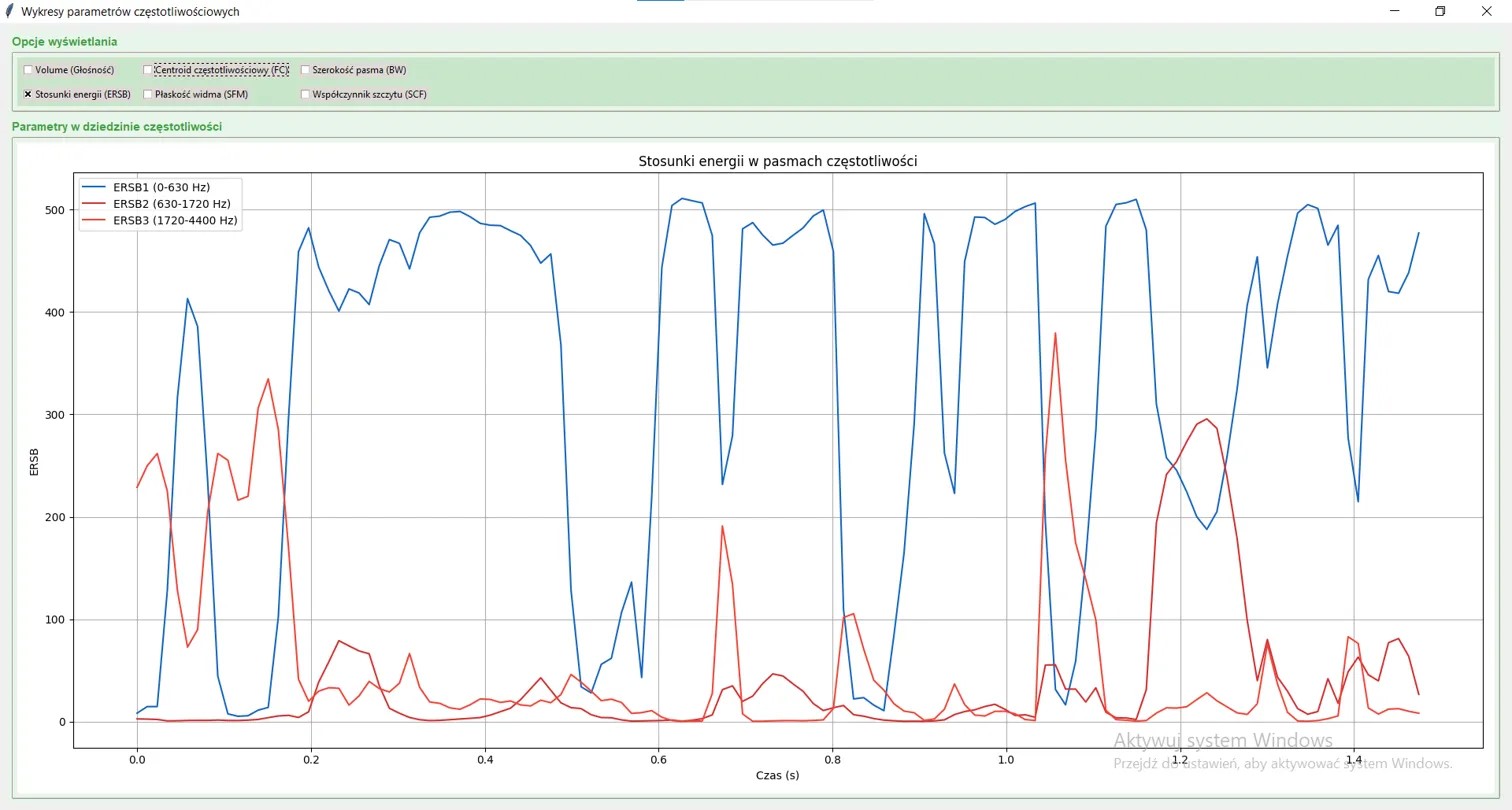 Wykresy parametrów częstotliwościowych
Opcje wyświetlania
Volume (Głośność) Centroid częstotliwościowy (FC) Szerokość pasma (BW)
Stosunki energii (ERSB) Płaskość widma (SFM) Współczynnik szczytu (SCF)
Parametry w dziedzinie częstotliwości
Stosunki energii w pasmach częstotliwości
ERSB1 (0-630 Hz)
ERSB2 (630-1720 Hz)
ERSB3 (1720-4400 Hz)
500
400
300
200
100
0
ERSB
0.0 0.2 0.4 0.6 0.8 1.0 1.2 1.4
Czas (s)
Aktywuj system Windows
Przejdź do ustawień, aby aktywować system Windows.